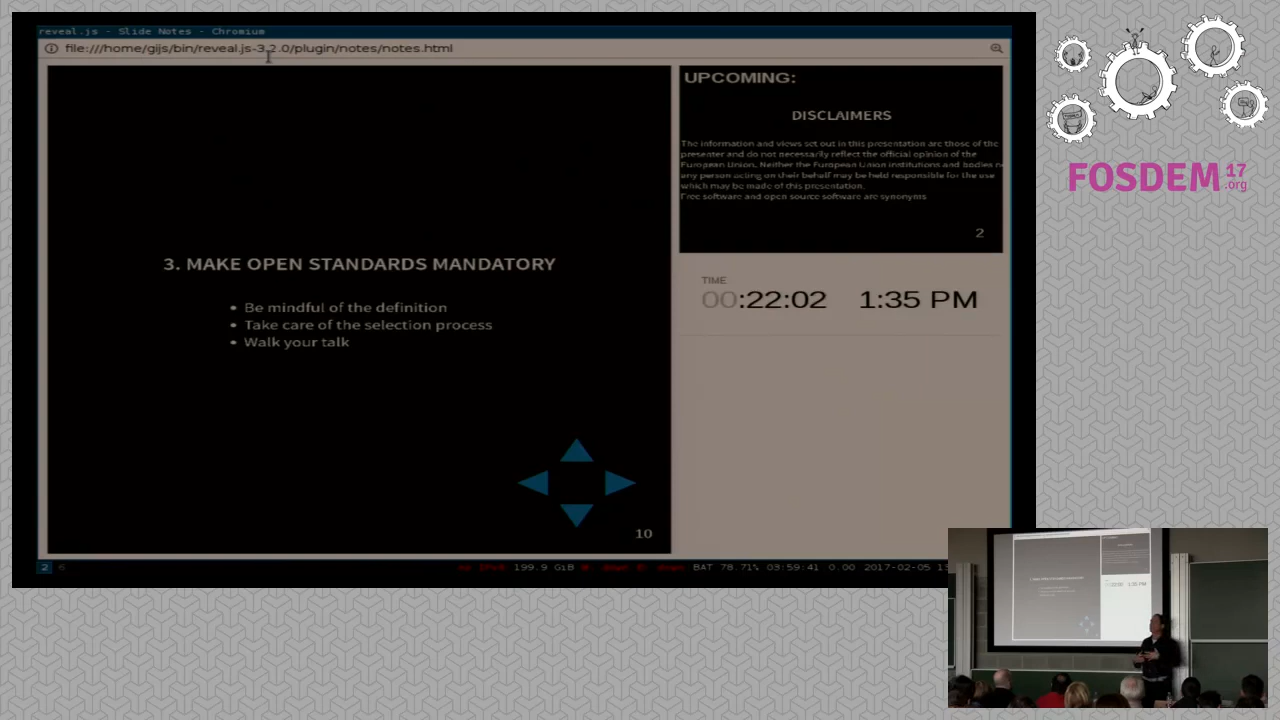 reveal.js - Slide Notes - Chromium
file:///home/gijs/bin/reveal.js-3.2.0/plugin/notes/notes.html
3. MAKE OPEN STANDARDS MANDATORY
• Be mindful of the definition
• Take care of the selection process
• Walk your talk
10
UPCOMING:
DISCLAIMERS
The information and views set out in this presentation are those of the
presenter and do not necessarily reflect the official opinion of the
European Union. Neither the European Union institutions and bodies
any person acting on their behalf may be held responsible for the use
which may be made of this presentation.
Free software and open source software are synonyms
2
TIME
00:22:02 1:35 PM
2 6
199.9 GiB BAT 78.71% 03:59:41 0.00 2017-02-05
FOSDEM 17
.org